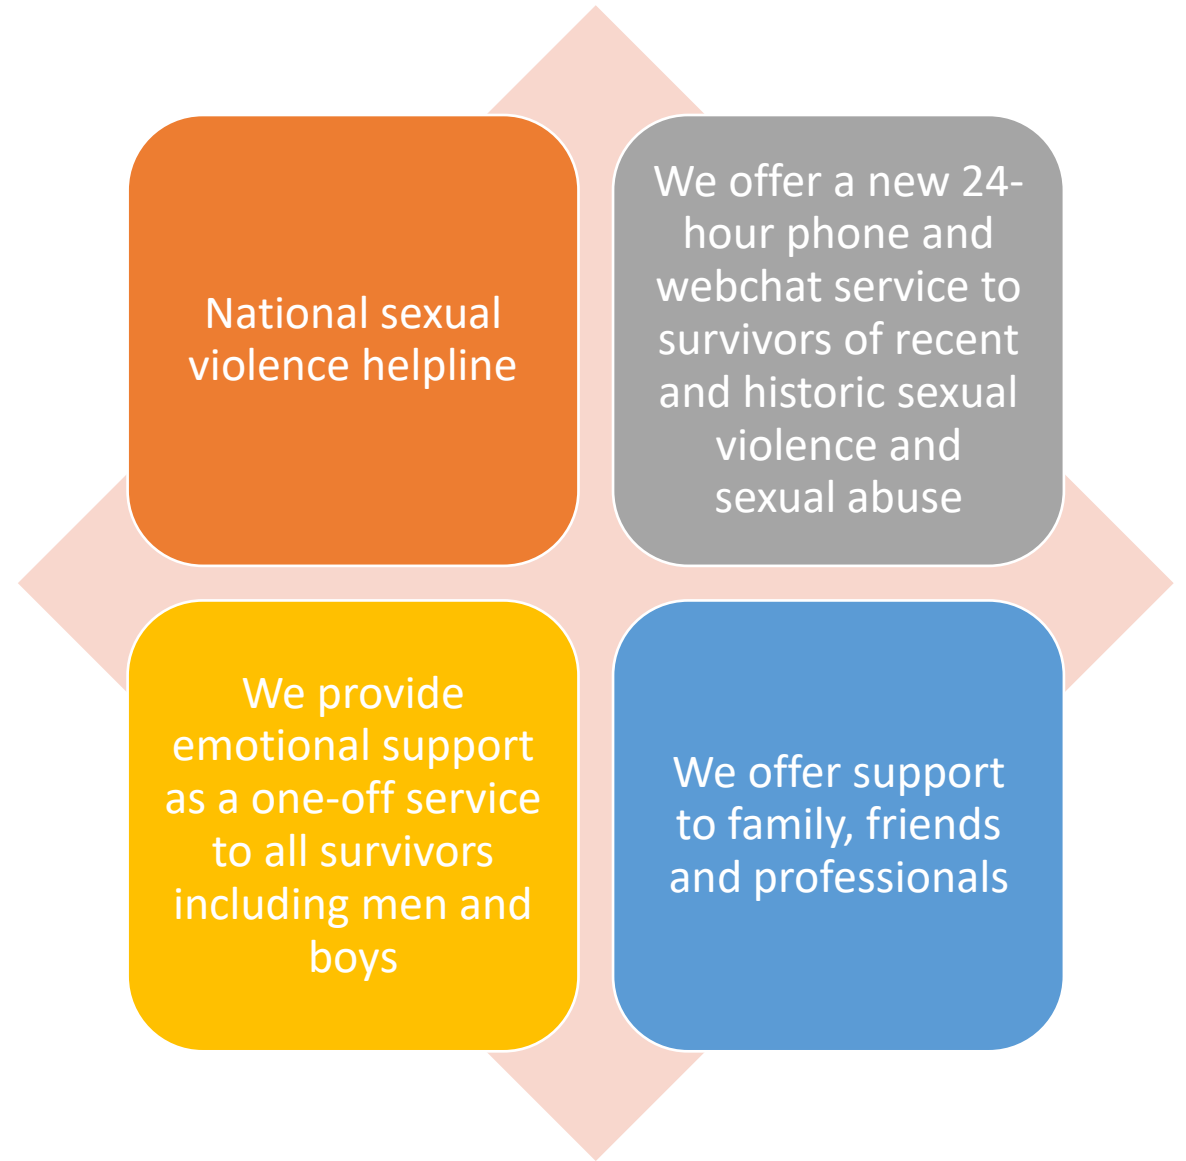 National sexual
violence helpline
We offer a new 24-
hour phone and
webchat service to
survivors of recent
and historic sexual
violence and
sexual abuse
We provide
emotional support
as a one-off service
to all survivors
including men and
boys
We offer support
to family, friends
and professionals